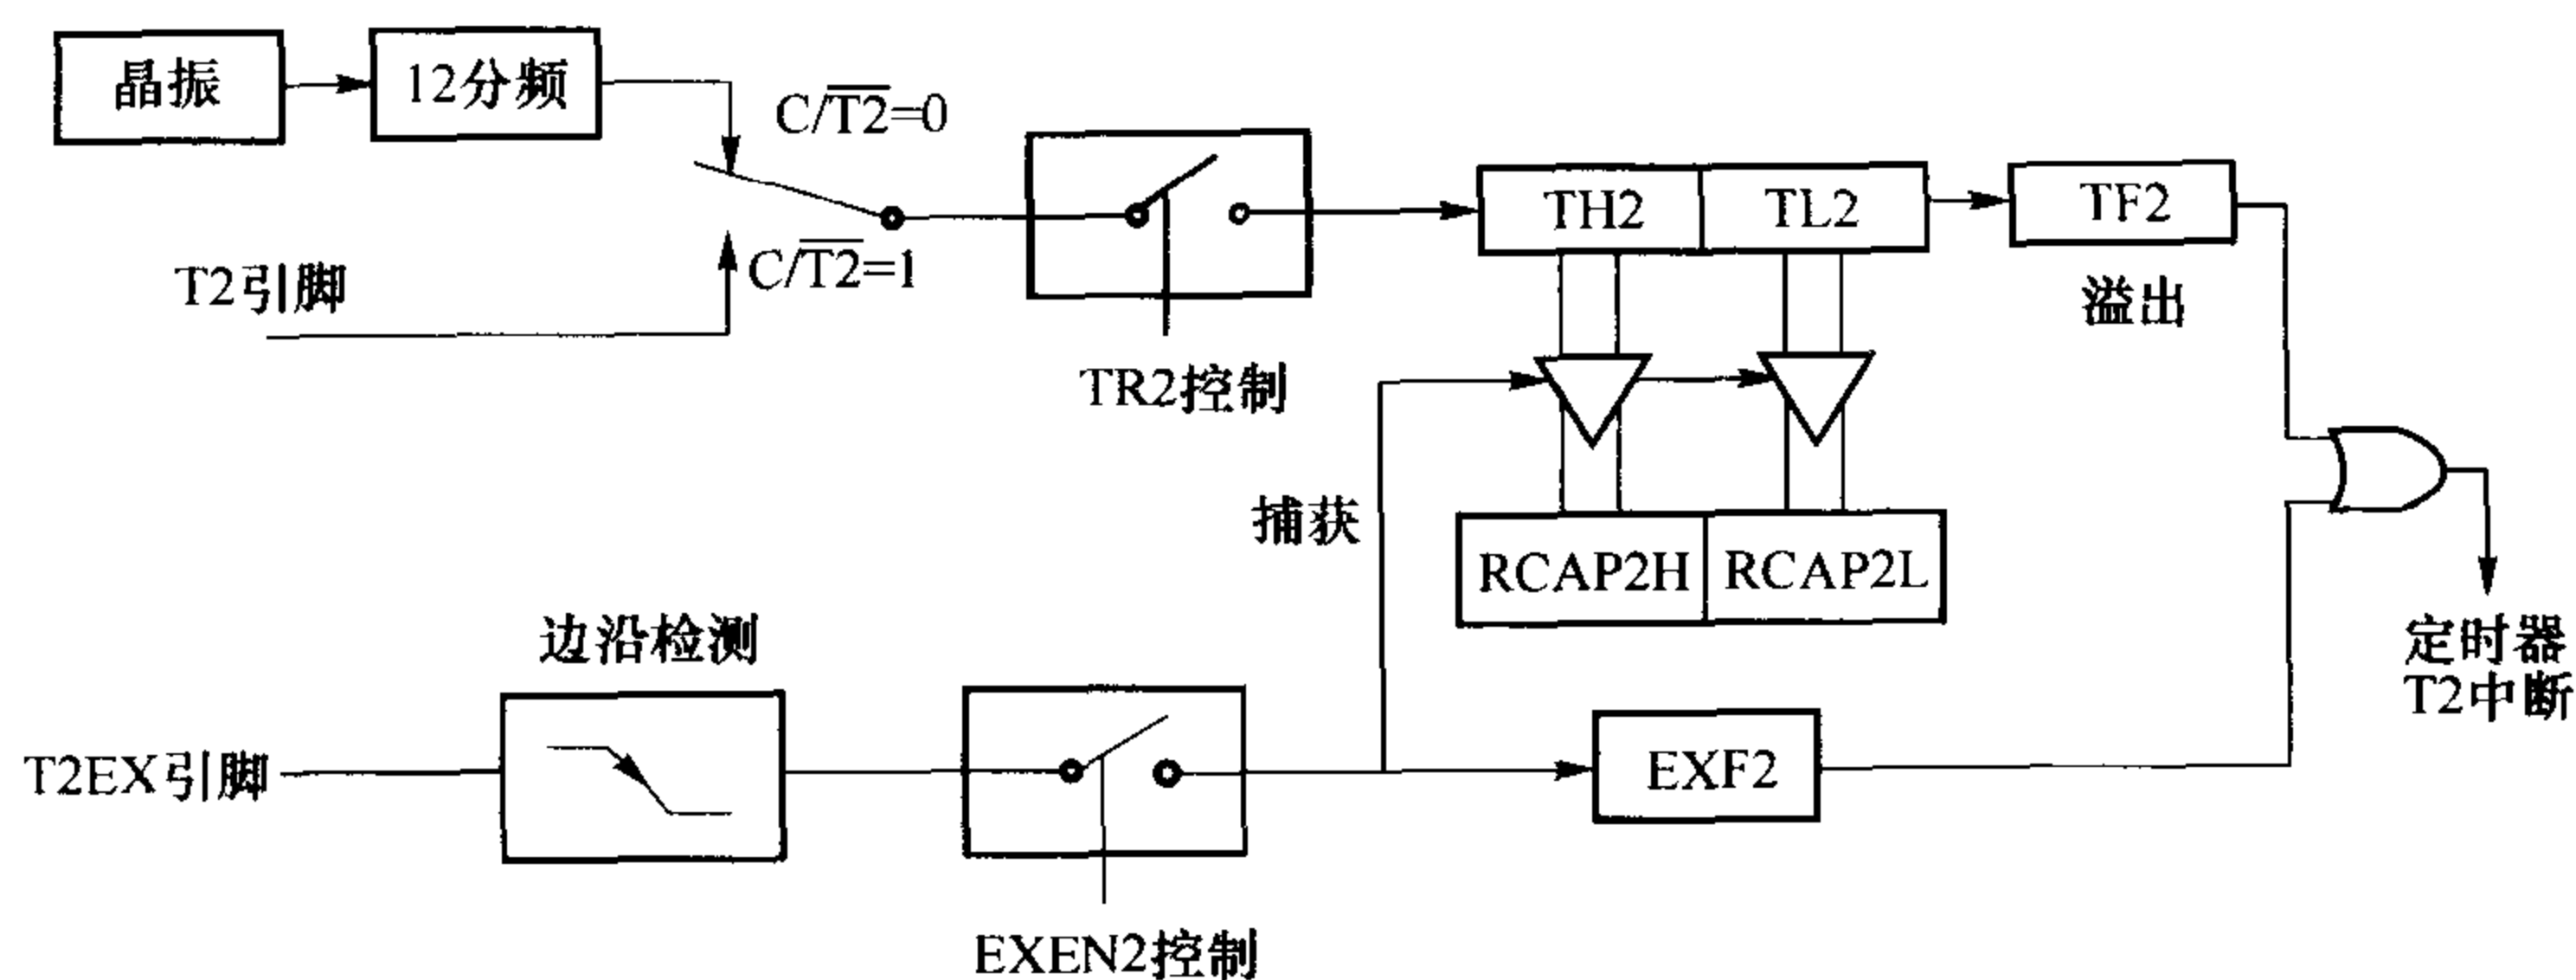 晶振
12分频
C/T2=0
T2引脚
C/T2=1
TR2控制
TH2
TL2
TF2
溢出
捕获
RCAP2H
RCAP2L
定时器
T2中断
边沿检测
T2EX引脚
EXF2
EXEN2控制